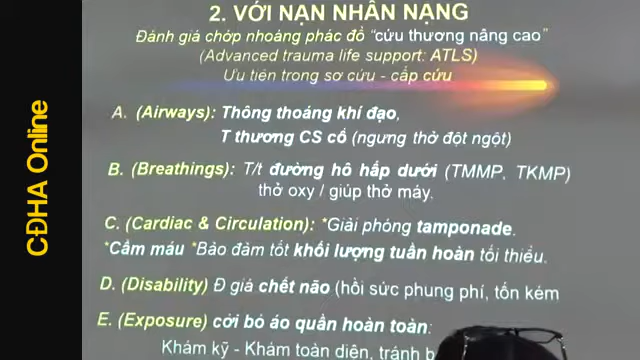 CĐHA Online
2. VỚI NẠN NHÂN NẶNG
Đánh giá chớp nhoáng phác đồ "cứu thương nâng cao"
(Advanced trauma life support: ATLS)
Ưu tiên trong sơ cứu - cấp cứu
A. (Airways): Thông thoáng khí đạo,
T thương CS cổ (ngưng thở đột ngột)
B. (Breathings): T/t đường hô hấp dưới (TMMP, TKMP)
thở oxy / giúp thở máy.
C. (Cardiac & Circulation): *Giải phóng tamponade.
*Cầm máu *Bảo đảm tốt khối lượng tuần hoàn tối thiểu.
D. (Disability) Đ giá chết não (hồi sức phung phí, tốn kém
E. (Exposure) cởi bỏ áo quần hoàn toàn:
Khám kỹ - Khám toàn diện, tránh